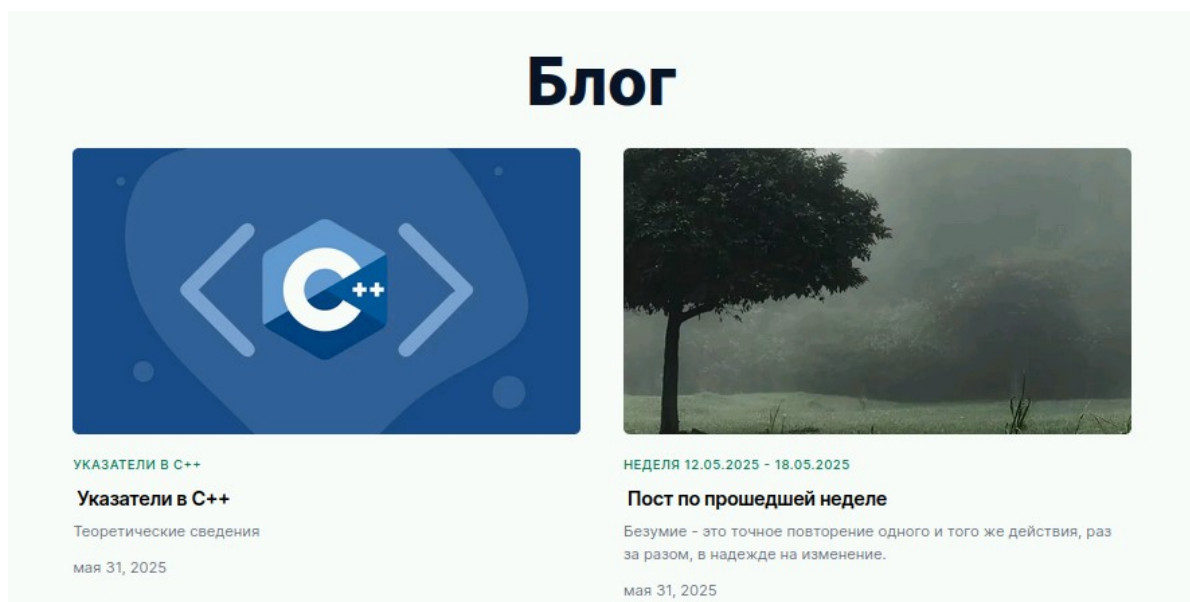 Блог
C++
УКАЗАТЕЛИ В C++
Указатели в C++
Теоретические сведения
мая 31, 2025
НЕДЕЛЯ 12.05.2025 - 18.05.2025
Пост по прошедшей неделе
Безумие - это точное повторение одного и того же действия, раз
за разом, в надежде на изменение.
мая 31, 2025